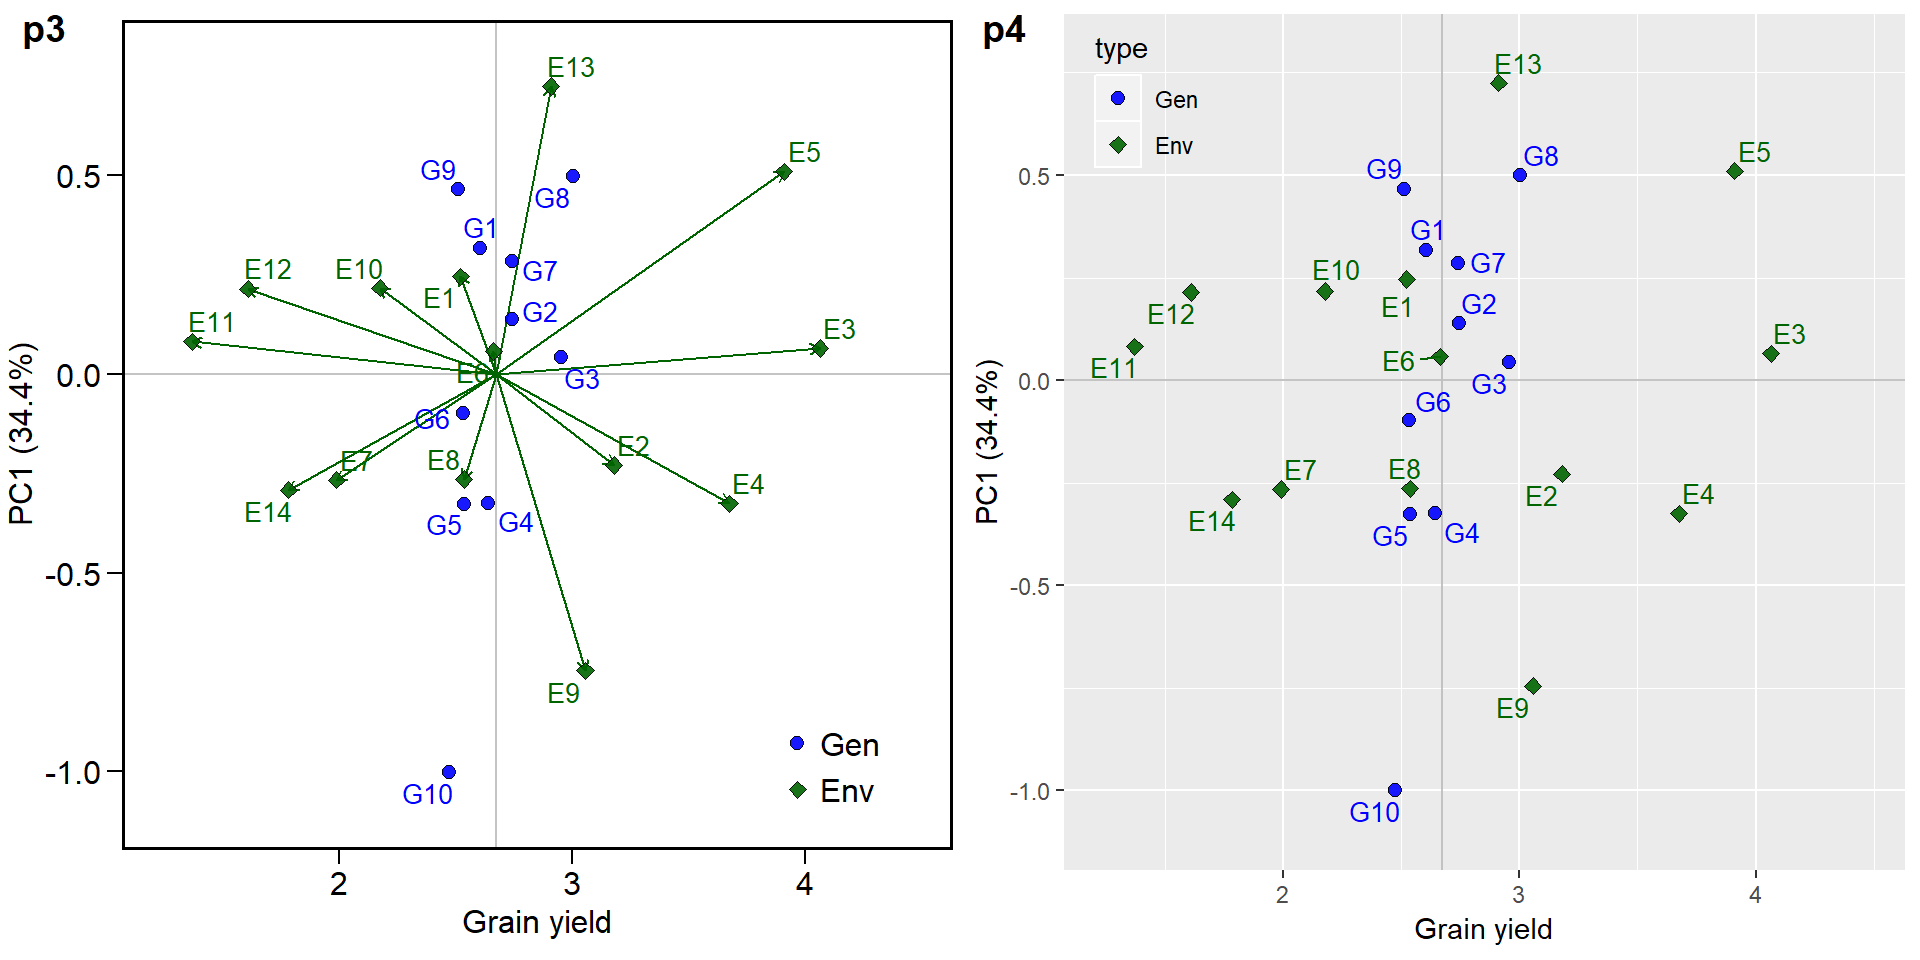 p3
E13
E5
G9
G8
G1
E12
E10
G7
E1
E11
G2
E3
E6
G3
G6
E2
E7
E8
E4
E14
G5
G4
E9
G10
Gen
Env
0.5
0.0
-0.5
-1.0
2
3
4
PC1 (34.4%)
Grain yield
p4
type
Gen
Env
E13
E5
G8
G9
G1
G7
E10
E1
G2
E12
E3
E6
E11
G3
G6
E7
E8
E2
E4
E14
G5
G4
E9
G10
0.5
0.0
-0.5
-1.0
2
3
4
PC1 (34.4%)
Grain yield